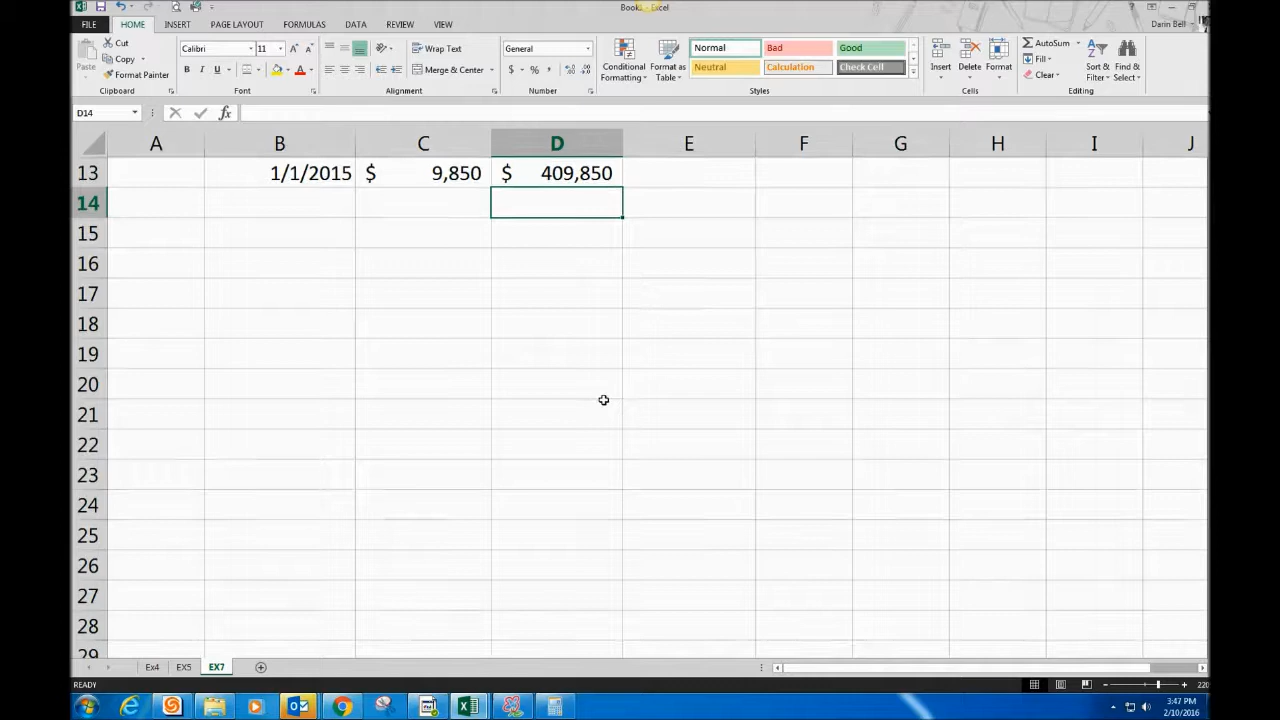 Book1 - Excel
Darin Bell
FILE HOME INSERT PAGE LAYOUT FORMULAS DATA REVIEW VIEW
Cut
Copy
Format Painter
Paste
Clipboard
Calibri 11
B I U
Font
Wrap Text
Merge & Center
Alignment
General
$ % ,
Number
Conditional Formatting
Format as Table
Normal Bad Good
Neutral Calculation Check Cell
Styles
Insert Delete Format
Cells
AutoSum
Fill
Clear
Sort & Filter
Find & Select
Editing
D14 fx
A B C D E F G H I J
13 1/1/2015 $ 9,850 $ 409,850
14
15
16
17
18
19
20
21
22
23
24
25
26
27
28
29
Ex4 EX5 EX7
READY
220
3:47 PM
2/10/2016